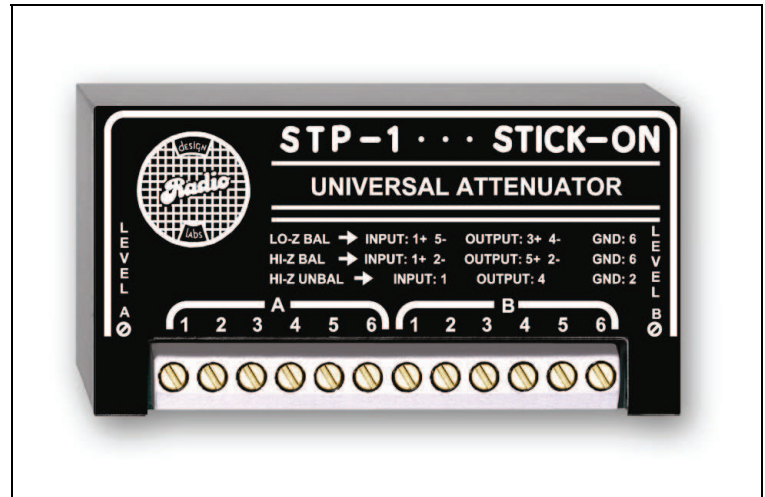 STP-1 · · · STICK-ON
DESIGN
Radio
Labs
UNIVERSAL ATTENUATOR
LO-Z BAL → INPUT: 1+ 5- OUTPUT: 3+ 4- GND: 6
HI-Z BAL → INPUT: 1+ 2- OUTPUT: 5+ 2- GND: 6
HI-Z UNBAL → INPUT: 1 OUTPUT: 4 GND: 2
LEVEL A
LEVEL B
A B
1 2 3 4 5 6 1 2 3 4 5 6